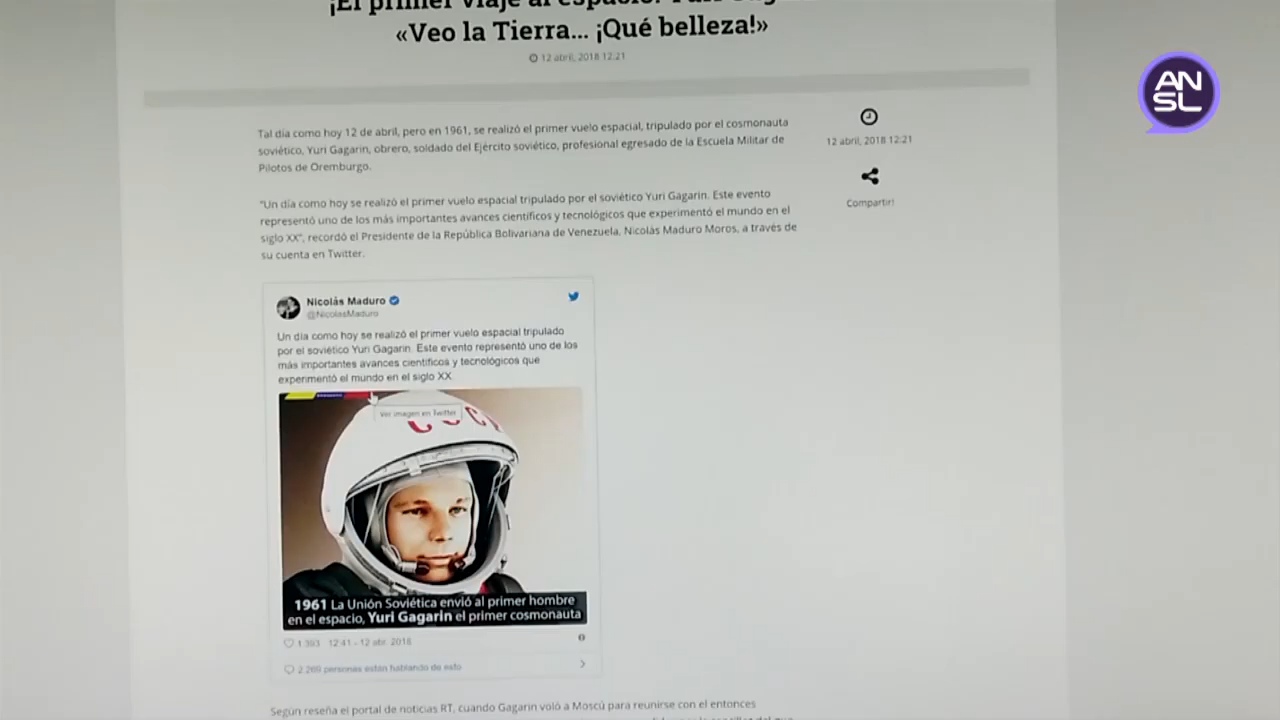 ¡El primer viaje al espacio! Yuri
«Veo la Tierra... ¡Qué belleza!»
12 abril, 2018 12:21
AN
SL
Tal día como hoy 12 de abril, pero en 1961, se realizó el primer vuelo espacial, tripulado por el cosmonauta
soviético, Yuri Gagarin, obrero, soldado del Ejército soviético, profesional egresado de la Escuela Militar de
Pilotos de Oremburgo.
12 abril, 2018 12:21
Compartir!
"Un día como hoy se realizó el primer vuelo espacial tripulado por el soviético Yuri Gagarin. Este evento
representó uno de los más importantes avances científicos y tecnológicos que experimentó el mundo en el
siglo XX", recordó el Presidente de la República Bolivariana de Venezuela, Nicolás Maduro Moros, a través de
su cuenta en Twitter.
Nicolás Maduro
@NicolasMaduro
Un día como hoy se realizó el primer vuelo espacial tripulado
por el soviético Yuri Gagarin. Este evento representó uno de los
más importantes avances científicos y tecnológicos que
experimentó el mundo en el siglo XX.
Ver imagen en Twitter
1961 La Unión Soviética envió al primer hombre
en el espacio, Yuri Gagarin el primer cosmonauta
1.393 12:41 - 12 abr. 2018
2.269 personas están hablando de esto
Según reseña el portal de noticias RT, cuando Gagarin voló a Moscú para reunirse con el entonces